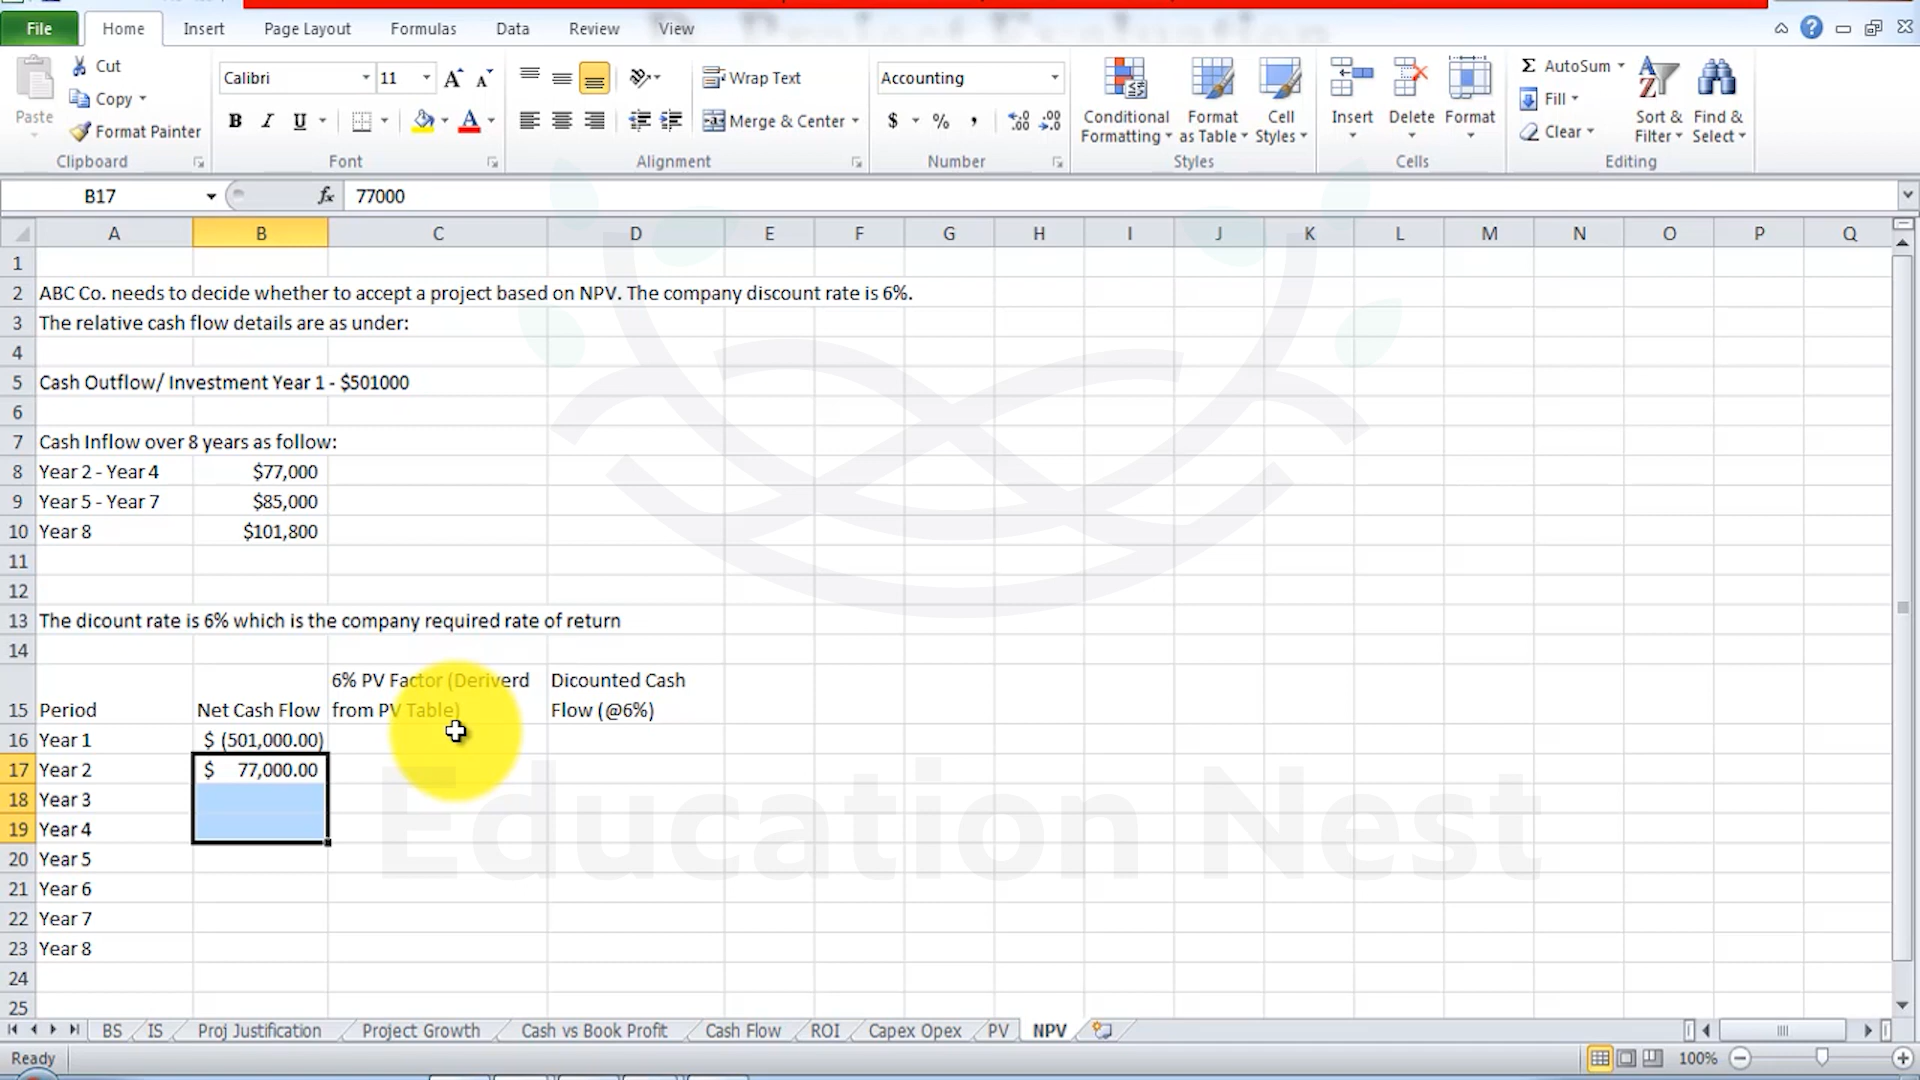 File Home Insert Page Layout Formulas Data Review View
Paste Cut Copy Format Painter Clipboard
Calibri 11 A A B I U A Font
Wrap Text Merge & Center Alignment
Accounting $ % , .0 .00 .00 .0 Number
Conditional Formatting Format as Table Cell Styles Styles
Insert Delete Format Cells
Σ AutoSum Fill Clear Sort & Filter Find & Select Editing
B17 fx 77000
A B C D E F G H I J K L M N O P Q
1
2 ABC Co. needs to decide whether to accept a project based on NPV. The company discount rate is 6%.
3 The relative cash flow details are as under:
4
5 Cash Outflow/ Investment Year 1 - $501000
6
7 Cash Inflow over 8 years as follow:
8 Year 2 - Year 4 $77,000
9 Year 5 - Year 7 $85,000
10 Year 8 $101,800
11
12
13 The dicount rate is 6% which is the company required rate of return
14
6% PV Factor (Deriverd Dicounted Cash
15 Period Net Cash Flow from PV Table) Flow (@6%)
16 Year 1 $ (501,000.00)
17 Year 2 $ 77,000.00
18 Year 3
19 Year 4
Education Nest
20 Year 5
21 Year 6
22 Year 7
23 Year 8
24
25
BS IS Proj Justification Project Growth Cash vs Book Profit Cash Flow ROI Capex Opex PV NPV
Ready 100%